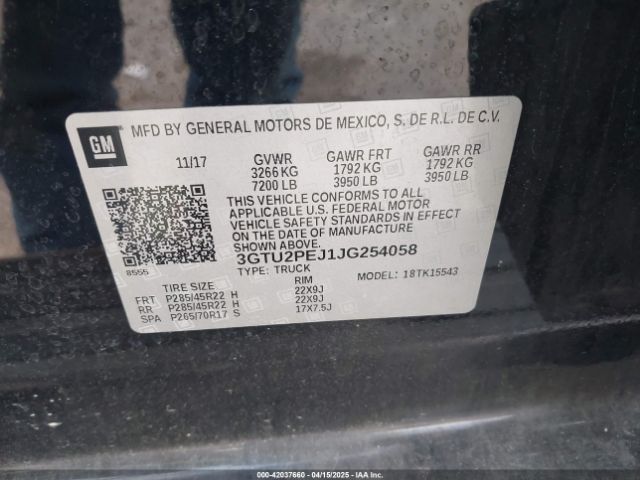 GM
MFD BY GENERAL MOTORS DE MEXICO, S. DE R.L. DE C.V.
11/17 GVWR GAWR FRT GAWR RR
3266 KG 1792 KG 1792 KG
7200 LB 3950 LB 3950 LB
THIS VEHICLE CONFORMS TO ALL
APPLICABLE U.S. FEDERAL MOTOR
VEHICLE SAFETY STANDARDS IN EFFECT
ON THE DATE OF MANUFACTURE
SHOWN ABOVE.
3GTU2PEJ1JG254058
8555 TYPE: TRUCK MODEL: 18TK15543
TIRE SIZE RIM
FRT P285/45R22 H 22X9J
RR P285/45R22 H 22X9J
SPA P265/70R17 S 17X7.5J
000-42037660 - 04/15/2025 - IAAI.COM